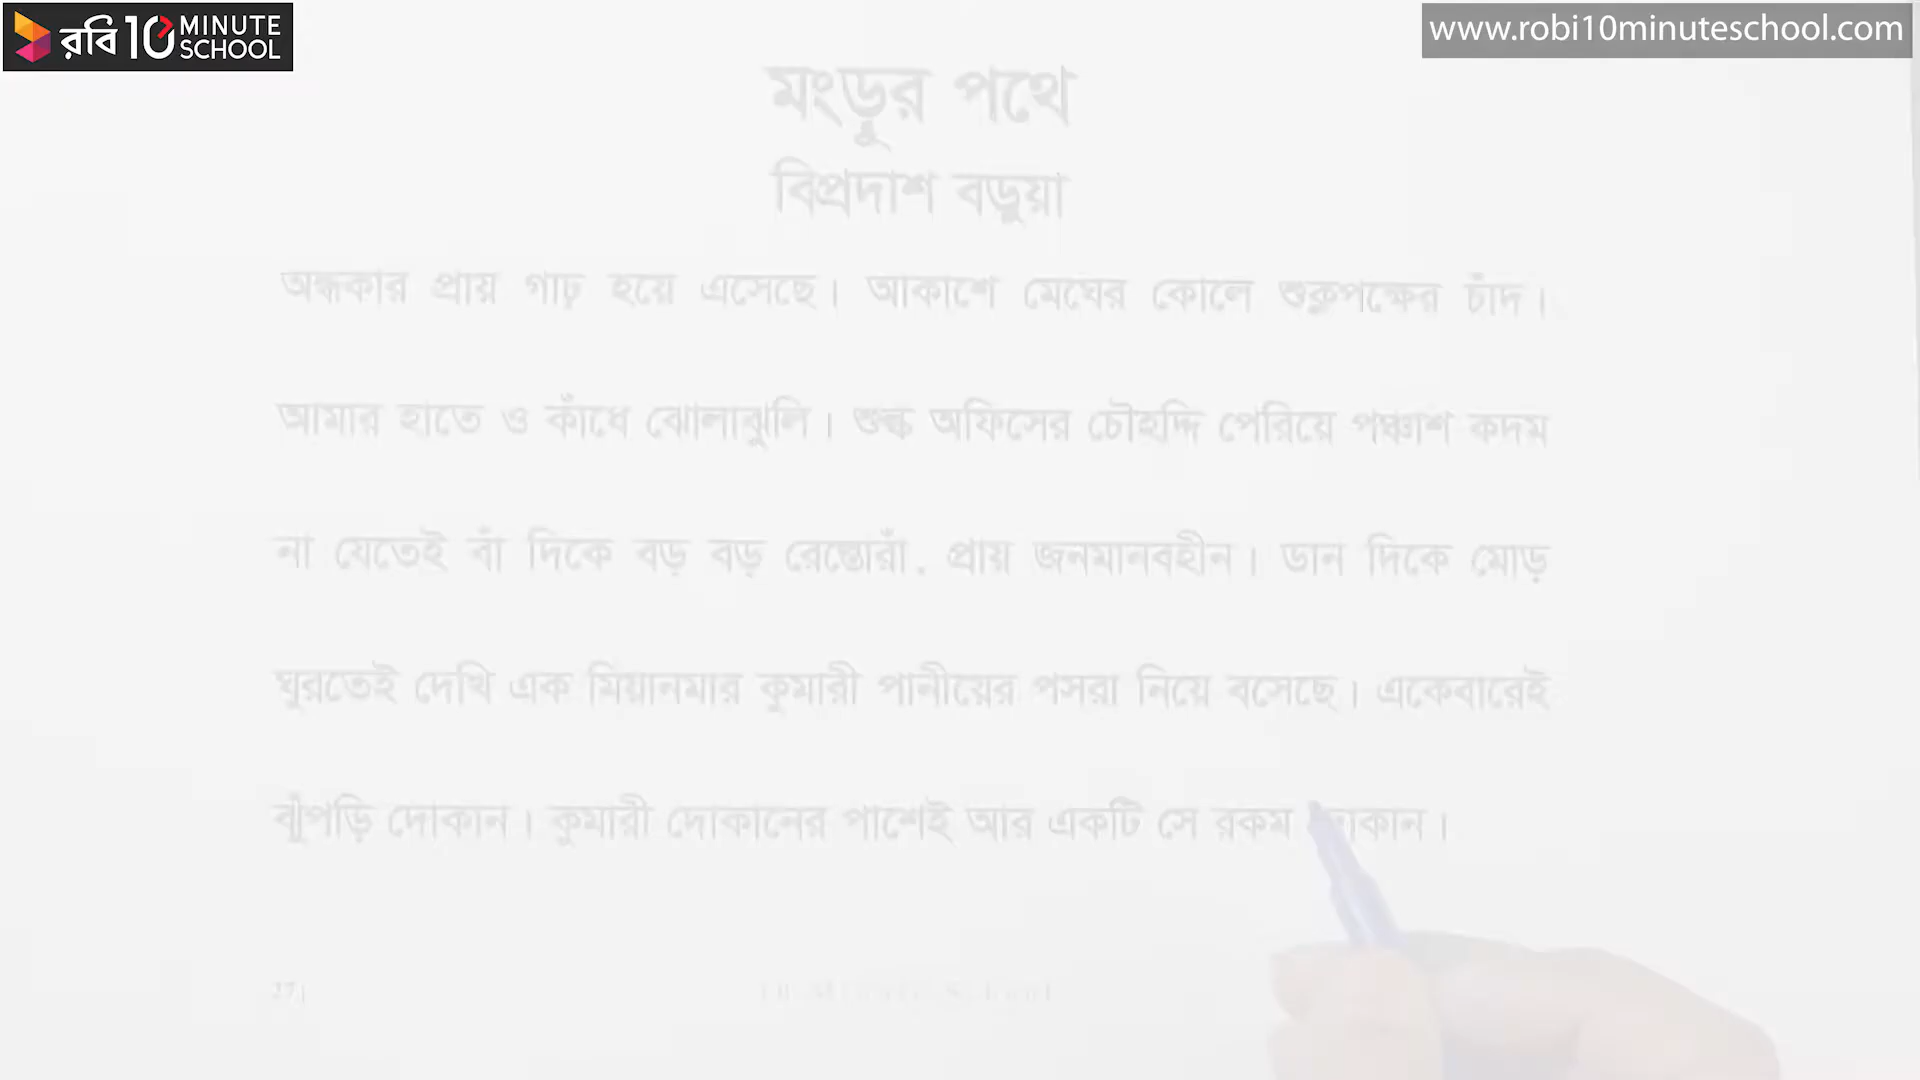 রবি 10 MINUTE SCHOOL
www.robi10minuteschool.com
মংডুর পথে
বিপ্রদাশ বড়ুয়া
অন্ধকার প্রায় গাঢ় হয়ে এসেছে। আকাশে মেঘের কোলে শুক্লপক্ষের চাঁদ।
আমার হাতে ও কাঁধে ঝোলাঝুলি। শুল্ক অফিসের চৌহদ্দি পেরিয়ে পঞ্চাশ কদম
না যেতেই বাঁ দিকে বড় বড় রেস্তোরাঁ. প্রায় জনমানবহীন। ডান দিকে মোড়
ঘুরতেই দেখি এক মিয়ানমার কুমারী পানীয়ের পসরা নিয়ে বসেছে। একেবারেই
ঝুঁপড়ি দোকান। কুমারী দোকানের পাশেই আর একটি সে রকম দোকান।